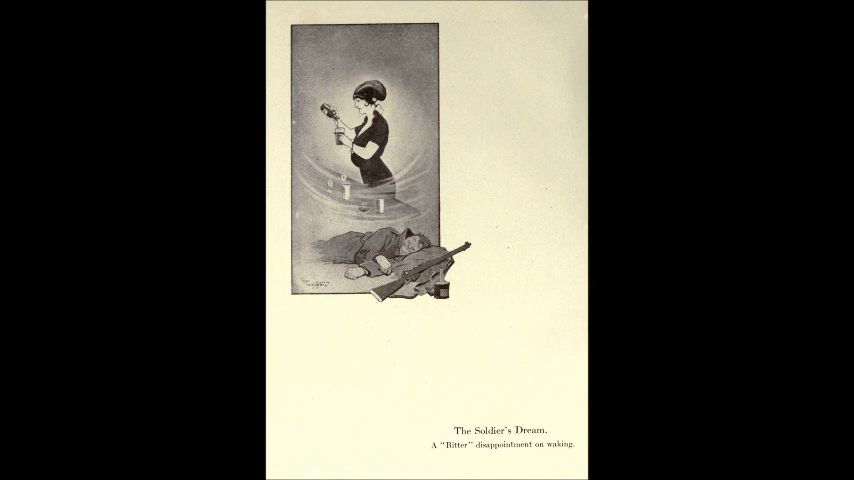 The Soldier's Dream.
A "Bitter" disappointment on waking.